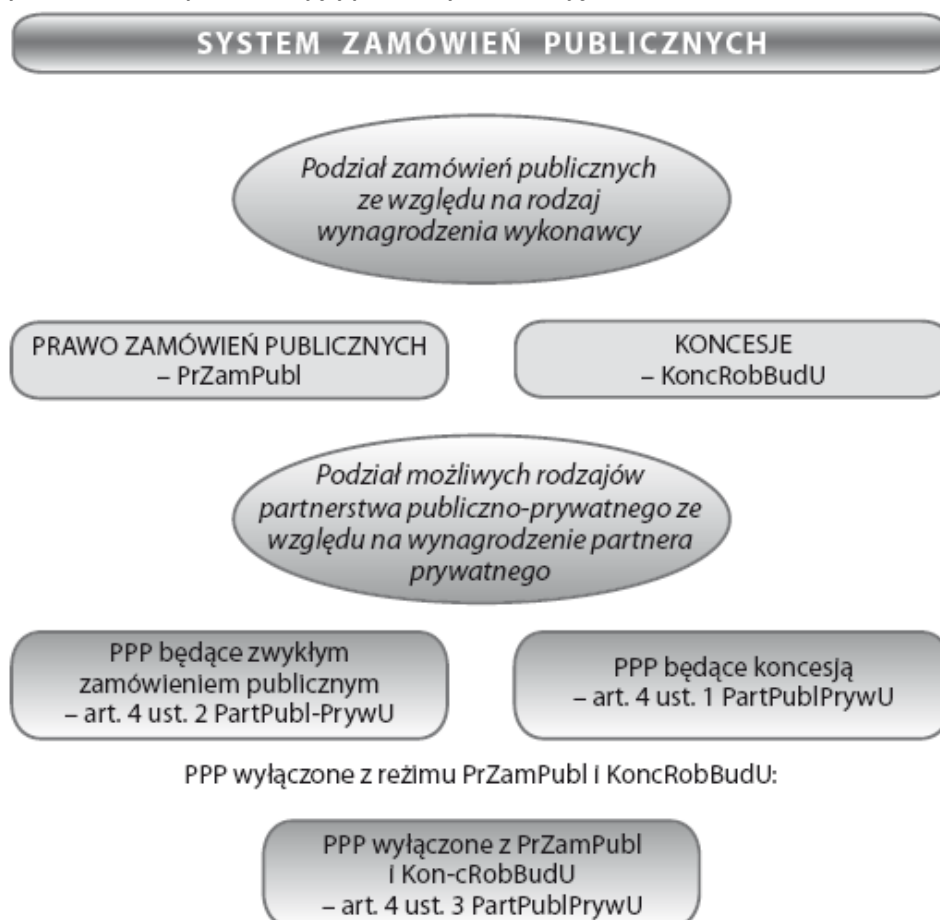 SYSTEM ZAMÓWIEŃ PUBLICZNYCH
Podział zamówień publicznych
ze względu na rodzaj
wynagrodzenia wykonawcy
PRAWO ZAMÓWIEŃ PUBLICZNYCH
– PrZamPubl
KONCESJE
– KoncRobBudU
Podział możliwych rodzajów
partnerstwa publiczno-prywatnego ze
względu na wynagrodzenie partnera
prywatnego
PPP będące zwykłym
zamówieniem publicznym
– art. 4 ust. 2 PartPubl-PrywU
PPP będące koncesją
– art. 4 ust. 1 PartPublPrywU
PPP wyłączone z reżimu PrZamPubl i KoncRobBudU:
PPP wyłączone z PrZamPubl
i Kon-cRobBudU
– art. 4 ust. 3 PartPublPrywU